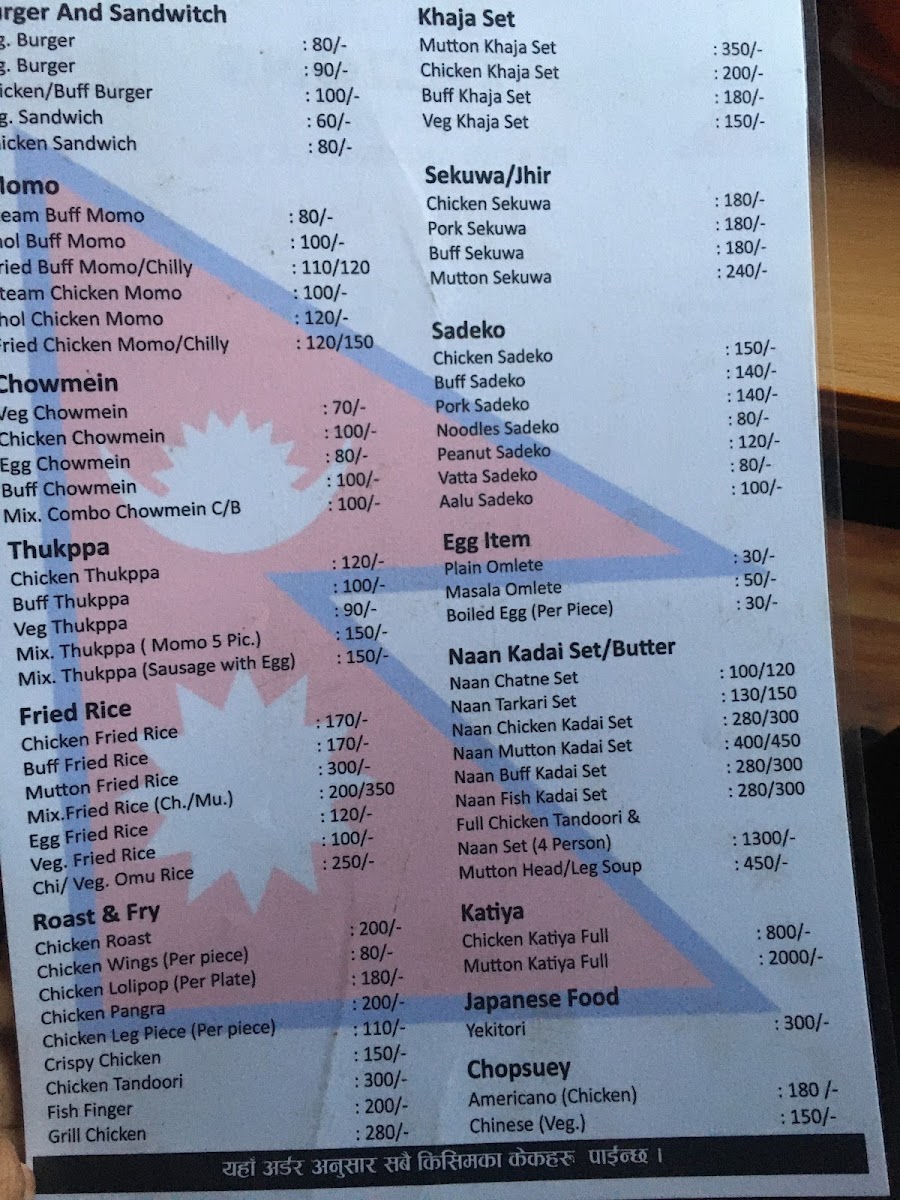 rger And Sandwitch
g. Burger : 80/-
g. Burger : 90/-
icken/Buff Burger : 100/-
g. Sandwich : 60/-
icken Sandwich : 80/-
omo
eam Buff Momo : 80/-
ol Buff Momo : 100/-
ried Buff Momo/Chilly : 110/120
team Chicken Momo : 100/-
hol Chicken Momo : 120/-
Fried Chicken Momo/Chilly : 120/150
Chowmein
Veg Chowmein : 70/-
Chicken Chowmein : 100/-
Egg Chowmein : 80/-
Buff Chowmein : 100/-
Mix. Combo Chowmein C/B : 100/-
Thukppa
Chicken Thukppa : 120/-
Buff Thukppa : 100/-
Veg Thukppa : 90/-
Mix. Thukppa ( Momo 5 Pic.) : 150/-
Mix. Thukppa (Sausage with Egg) : 150/-
Fried Rice
Chicken Fried Rice : 170/-
Buff Fried Rice : 170/-
Mutton Fried Rice : 300/-
Mix.Fried Rice (Ch./Mu.) : 200/350
Egg Fried Rice : 120/-
Veg. Fried Rice : 100/-
Chi/ Veg. Omu Rice : 250/-
Roast & Fry
Chicken Roast : 200/-
Chicken Wings (Per piece) : 80/-
Chicken Lolipop (Per Plate) : 180/-
Chicken Pangra : 200/-
Chicken Leg Piece (Per piece) : 110/-
Crispy Chicken : 150/-
Chicken Tandoori : 300/-
Fish Finger : 200/-
Grill Chicken : 280/-
Khaja Set
Mutton Khaja Set : 350/-
Chicken Khaja Set : 200/-
Buff Khaja Set : 180/-
Veg Khaja Set : 150/-
Sekuwa/Jhir
Chicken Sekuwa : 180/-
Pork Sekuwa : 180/-
Buff Sekuwa : 180/-
Mutton Sekuwa : 240/-
Sadeko
Chicken Sadeko : 150/-
Buff Sadeko : 140/-
Pork Sadeko : 140/-
Noodles Sadeko : 80/-
Peanut Sadeko : 120/-
Vatta Sadeko : 80/-
Aalu Sadeko : 100/-
Egg Item
Plain Omlete : 30/-
Masala Omlete : 50/-
Boiled Egg (Per Piece) : 30/-
Naan Kadai Set/Butter
Naan Chatne Set : 100/120
Naan Tarkari Set : 130/150
Naan Chicken Kadai Set : 280/300
Naan Mutton Kadai Set : 400/450
Naan Buff Kadai Set : 280/300
Naan Fish Kadai Set : 280/300
Full Chicken Tandoori &
Naan Set (4 Person) : 1300/-
Mutton Head/Leg Soup : 450/-
Katiya
Chicken Katiya Full : 800/-
Mutton Katiya Full : 2000/-
Japanese Food
Yekitori : 300/-
Chopsuey
Americano (Chicken) : 180 /-
Chinese (Veg.) : 150/-
यहाँ अर्डर अनुसार सबै किसिमका केकहरु पाईन्छ ।